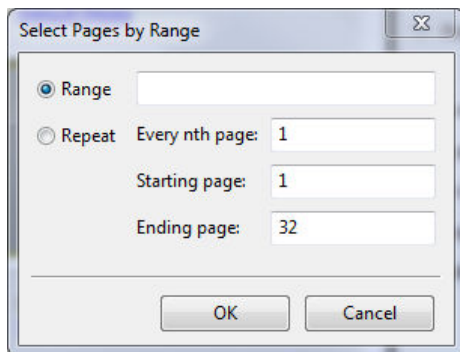 Select Pages by Range
Range
Repeat Every nth page: 1
Starting page: 1
Ending page: 32
OK Cancel